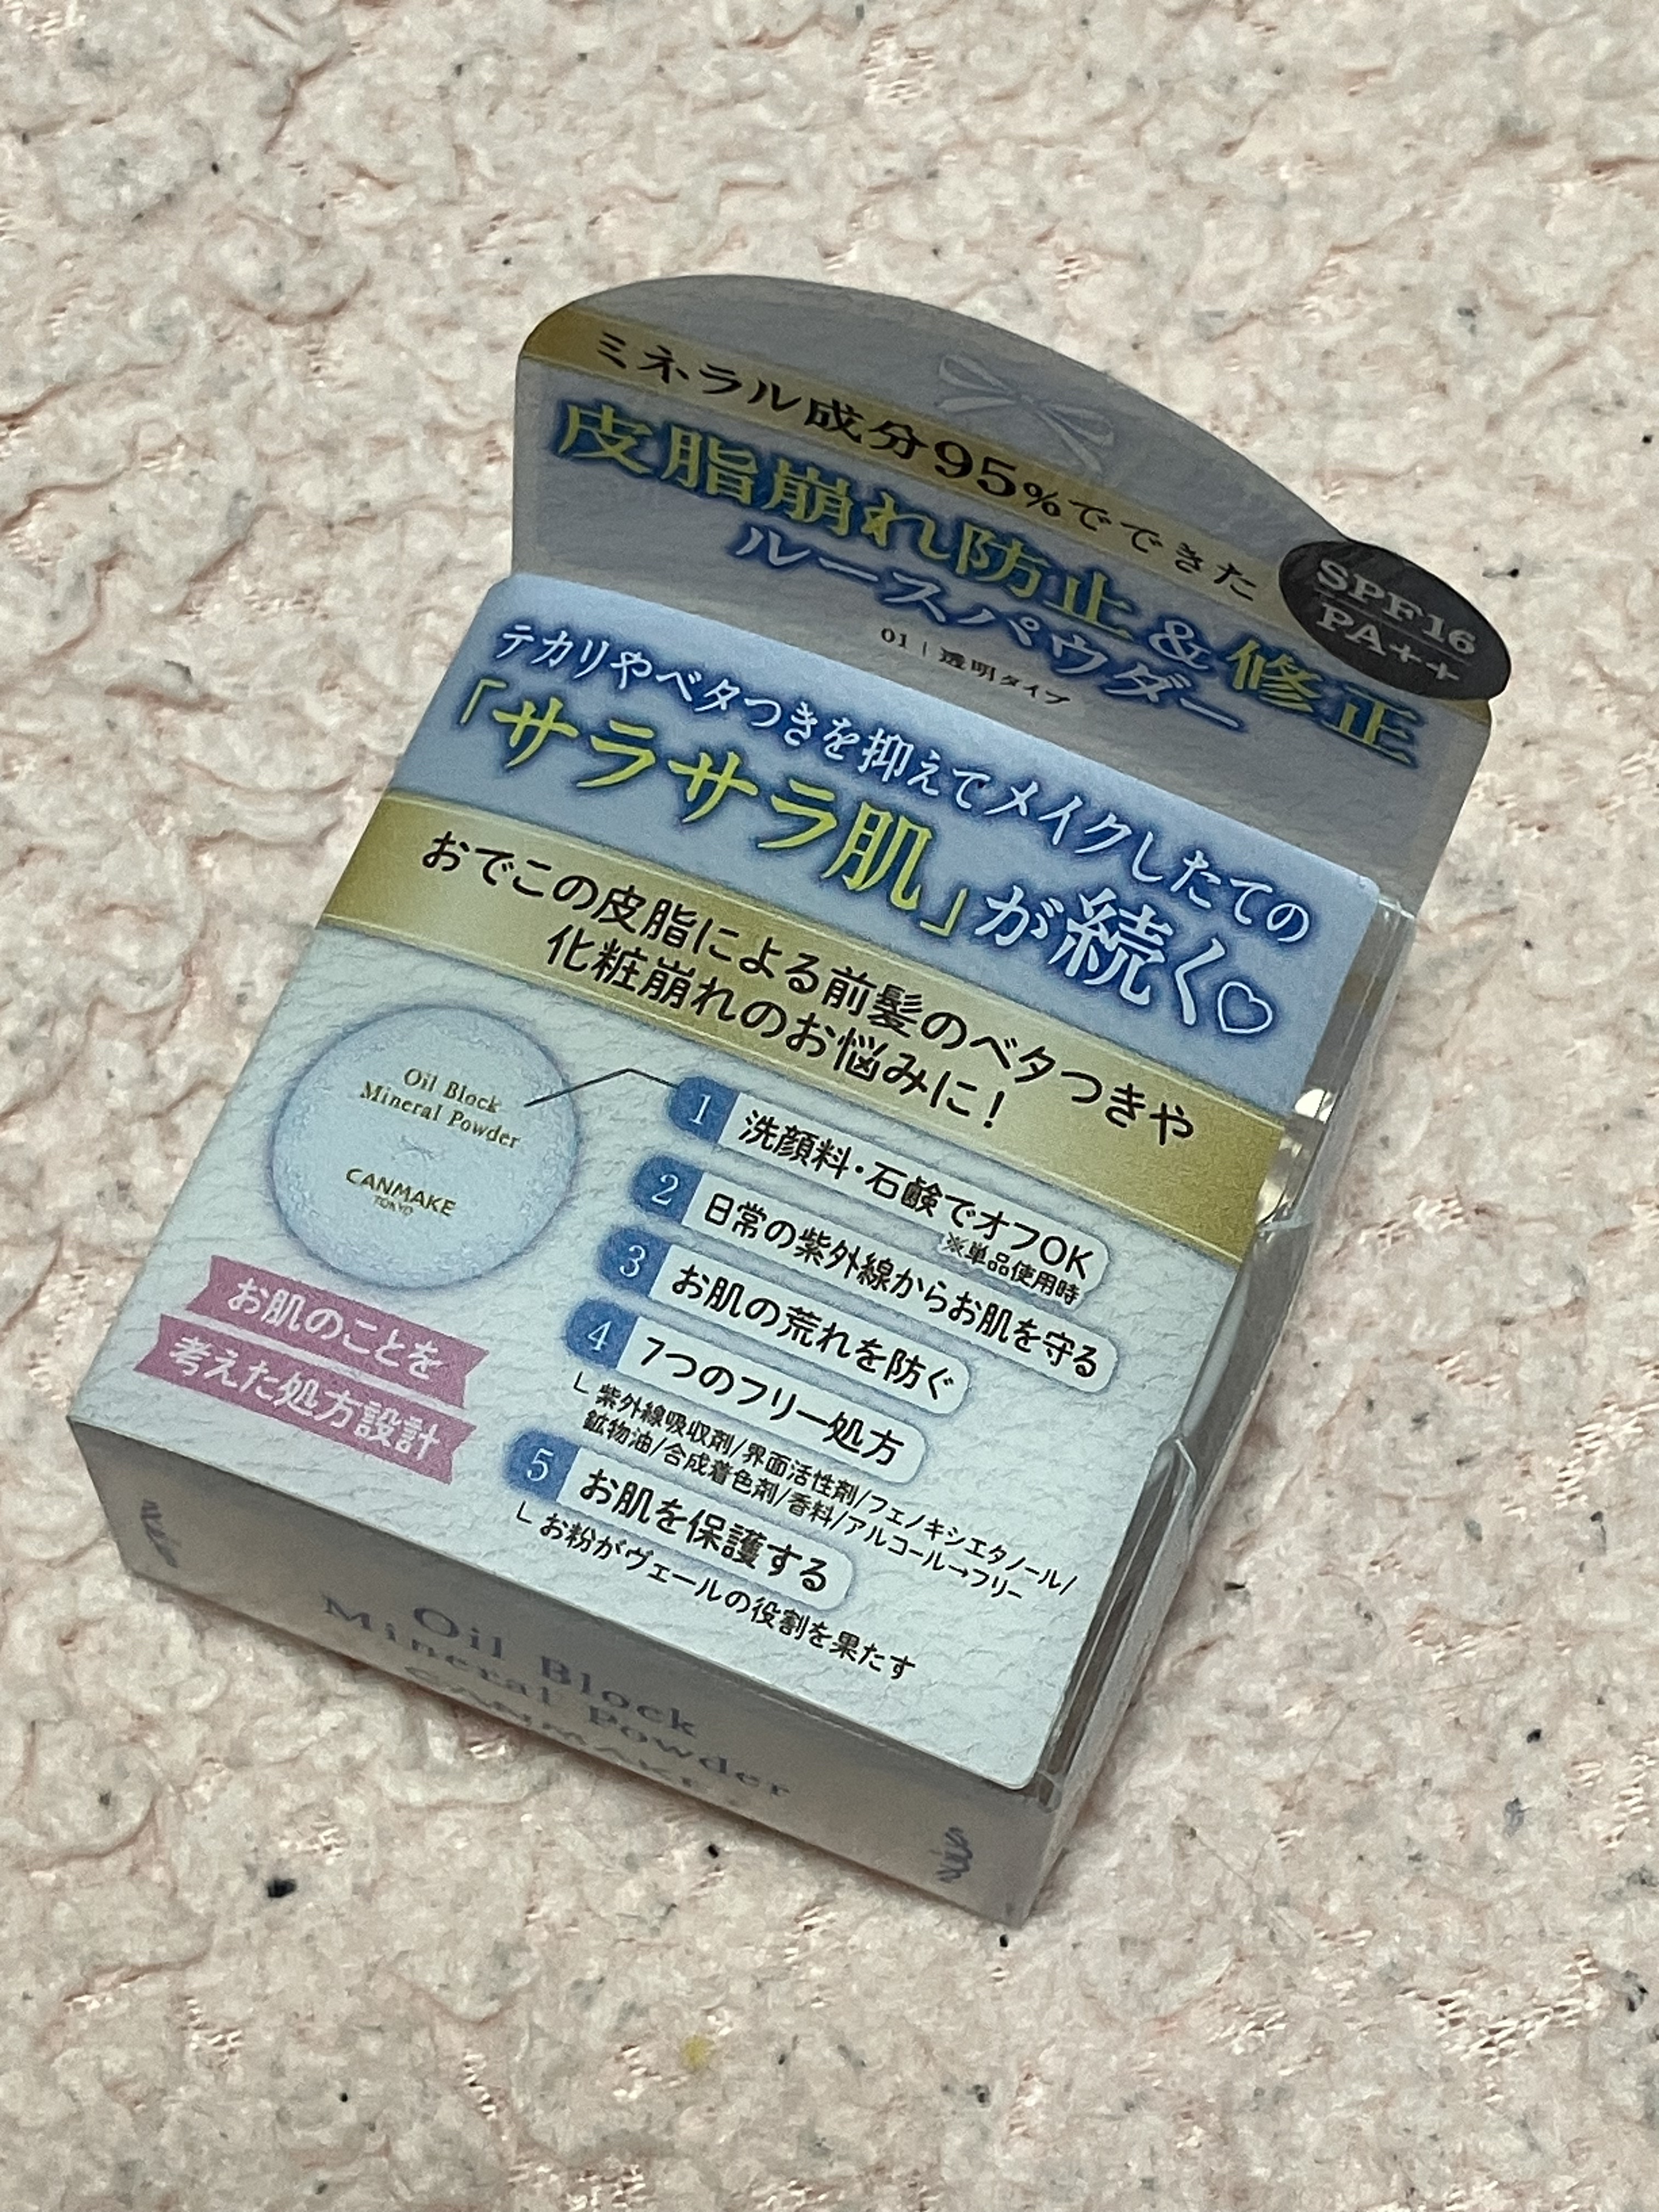 ミネラル成分95%でできた
皮脂崩れ防止&修正
ルースパウダー
01 | 透明タイプ
SPF16
PA++
テカリやベタつきを抑えてメイクしたての
「サラサラ肌」が続く♡
おでこの皮脂による前髪のベタつきや
化粧崩れのお悩みに!
Oil Block
Mineral Powder
CANMAKE
TOKYO
お肌のことを
考えた処方設計
1 洗顔料・石鹸でオフOK
※単品使用時
2 日常の紫外線からお肌を守る
3 お肌の荒れを防ぐ
4 7つのフリー処方
└ 紫外線吸収剤/界面活性剤/フェノキシエタノール/
鉱物油/合成着色剤/香料/アルコール→フリー
5 お肌を保護する
└ お粉がヴェールの役割を果たす
Oil Block
Mineral Powder
CANMAKE